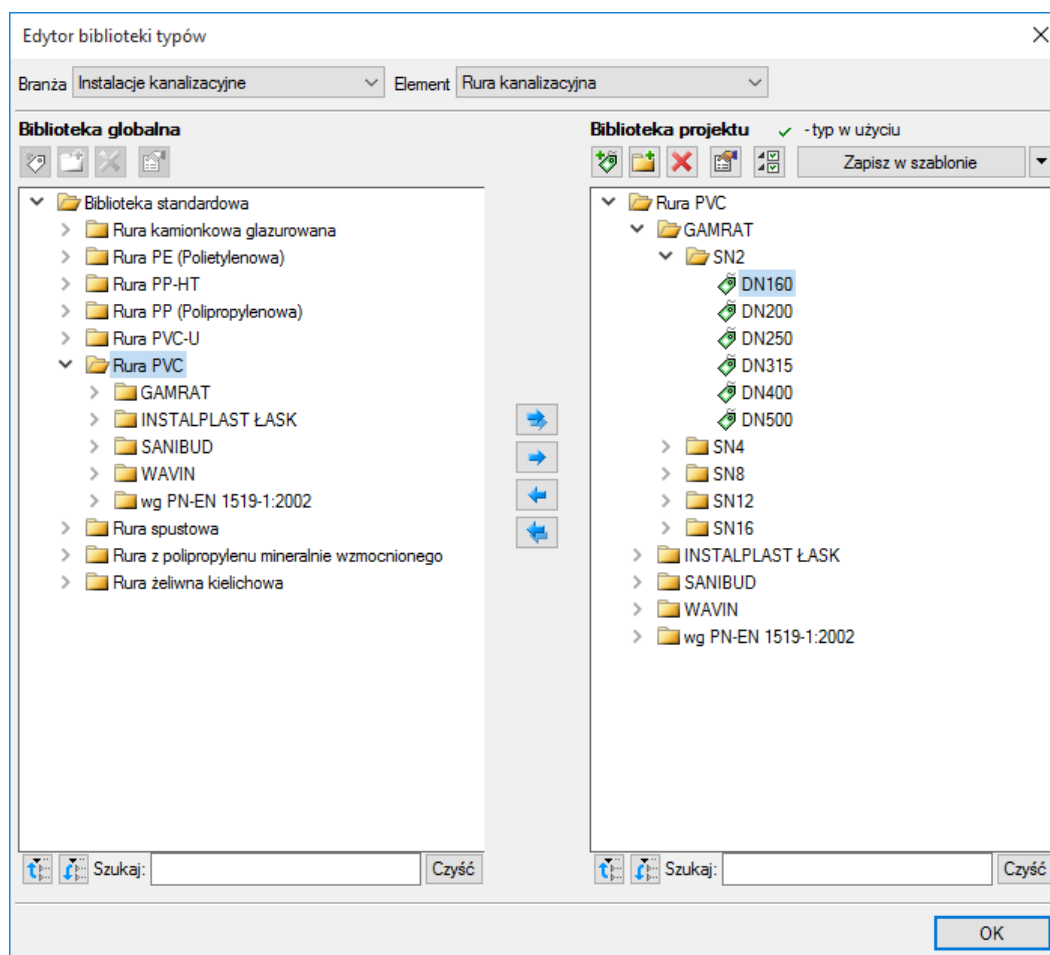 Edytor biblioteki typów
Branża Instalacje kanalizacyjne Element Rura kanalizacyjna
Biblioteka globalna
Biblioteka standardowa
Rura kamionkowa glazurowana
Rura PE (Polietylenowa)
Rura PP-HT
Rura PP (Polipropylenowa)
Rura PVC-U
Rura PVC
GAMRAT
INSTALPLAST ŁASK
SANIBUD
WAVIN
wg PN-EN 1519-1:2002
Rura spustowa
Rura z polipropylenu mineralnie wzmocnionego
Rura żeliwna kielichowa
Szukaj: Czyść
Biblioteka projektu - typ w użyciu
Zapisz w szablonie
Rura PVC
GAMRAT
SN2
DN160
DN200
DN250
DN315
DN400
DN500
SN4
SN8
SN12
SN16
INSTALPLAST ŁASK
SANIBUD
WAVIN
wg PN-EN 1519-1:2002
Szukaj: Czyść
OK